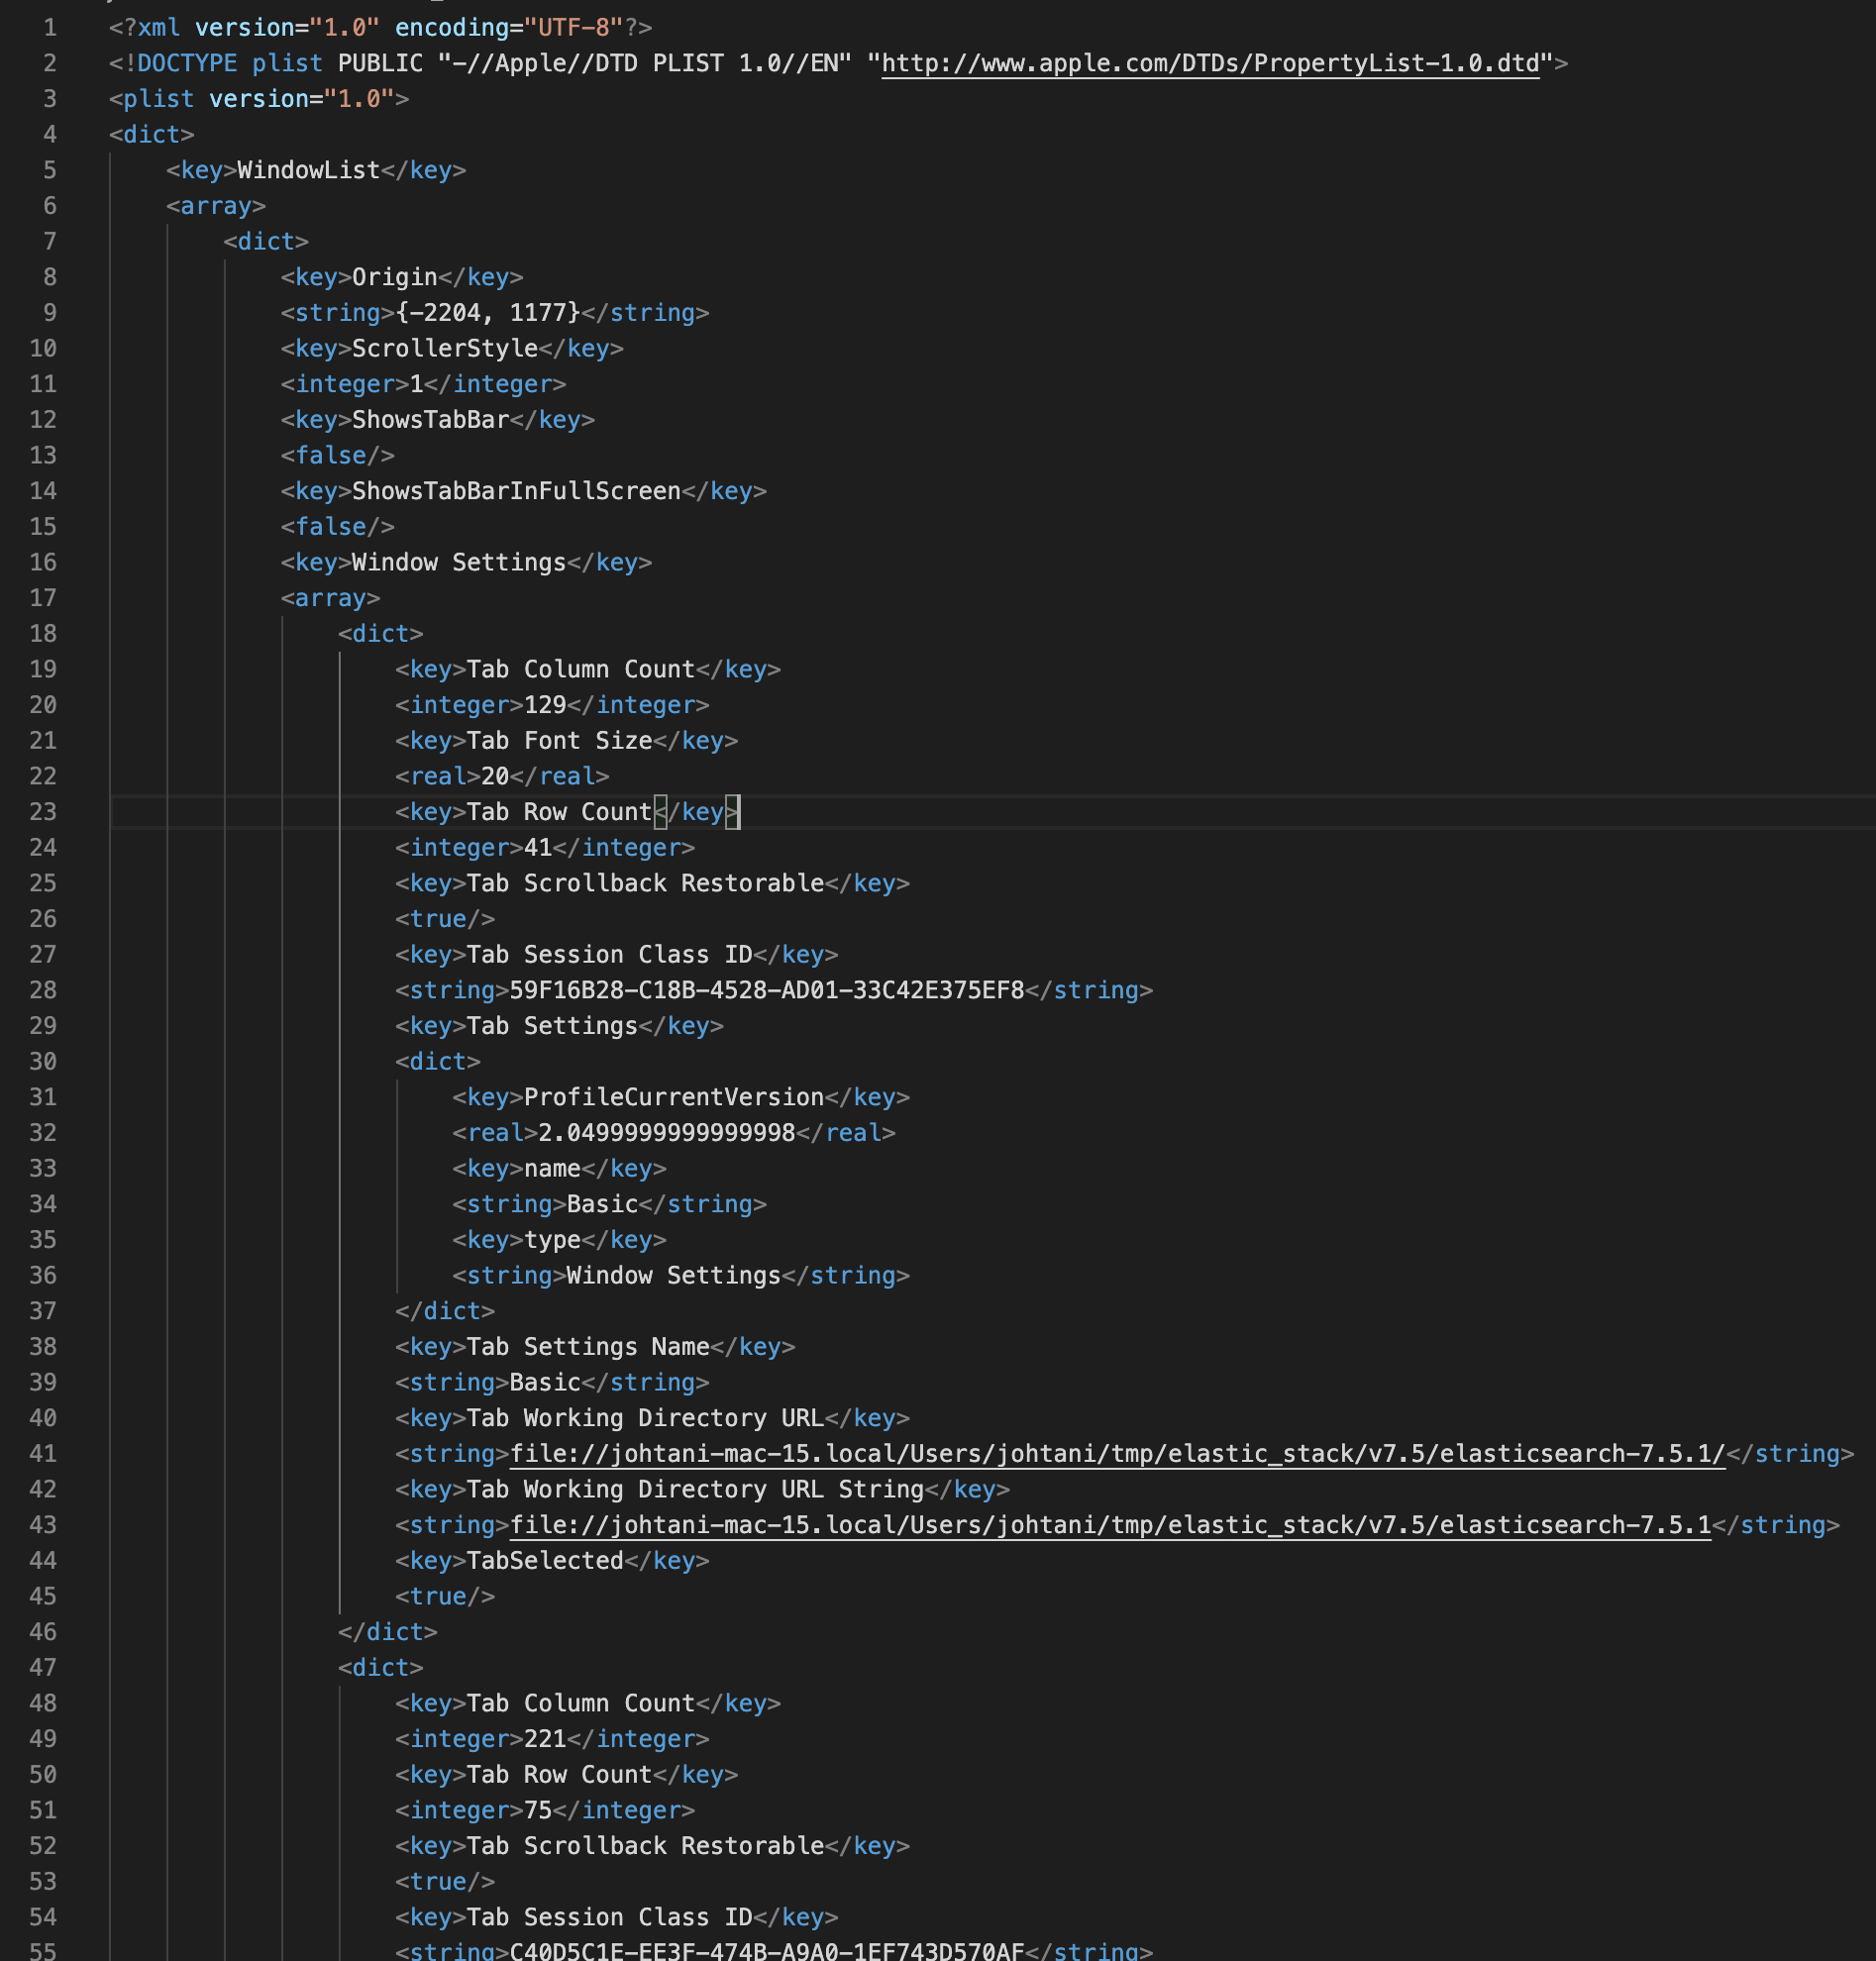 1 <?xml version="1.0" encoding="UTF-8"?>
2 <!DOCTYPE plist PUBLIC "-//Apple//DTD PLIST 1.0//EN" "http://www.apple.com/DTDs/PropertyList-1.0.dtd">
3 <plist version="1.0">
4 <dict>
5 <key>WindowList</key>
6 <array>
7 <dict>
8 <key>Origin</key>
9 <string>{-2204, 1177}</string>
10 <key>ScrollerStyle</key>
11 <integer>1</integer>
12 <key>ShowsTabBar</key>
13 <false/>
14 <key>ShowsTabBarInFullScreen</key>
15 <false/>
16 <key>Window Settings</key>
17 <array>
18 <dict>
19 <key>Tab Column Count</key>
20 <integer>129</integer>
21 <key>Tab Font Size</key>
22 <real>20</real>
23 <key>Tab Row Count</key>
24 <integer>41</integer>
25 <key>Tab Scrollback Restorable</key>
26 <true/>
27 <key>Tab Session Class ID</key>
28 <string>59F16B28-C18B-4528-AD01-33C42E375EF8</string>
29 <key>Tab Settings</key>
30 <dict>
31 <key>ProfileCurrentVersion</key>
32 <real>2.0499999999999998</real>
33 <key>name</key>
34 <string>Basic</string>
35 <key>type</key>
36 <string>Window Settings</string>
37 </dict>
38 <key>Tab Settings Name</key>
39 <string>Basic</string>
40 <key>Tab Working Directory URL</key>
41 <string>file://johtani-mac-15.local/Users/johtani/tmp/elastic_stack/v7.5/elasticsearch-7.5.1/</string>
42 <key>Tab Working Directory URL String</key>
43 <string>file://johtani-mac-15.local/Users/johtani/tmp/elastic_stack/v7.5/elasticsearch-7.5.1</string>
44 <key>TabSelected</key>
45 <true/>
46 </dict>
47 <dict>
48 <key>Tab Column Count</key>
49 <integer>221</integer>
50 <key>Tab Row Count</key>
51 <integer>75</integer>
52 <key>Tab Scrollback Restorable</key>
53 <true/>
54 <key>Tab Session Class ID</key>
55 <string>C40D5C1E-EE3F-474B-A9A0-1EF743D570AF</string>